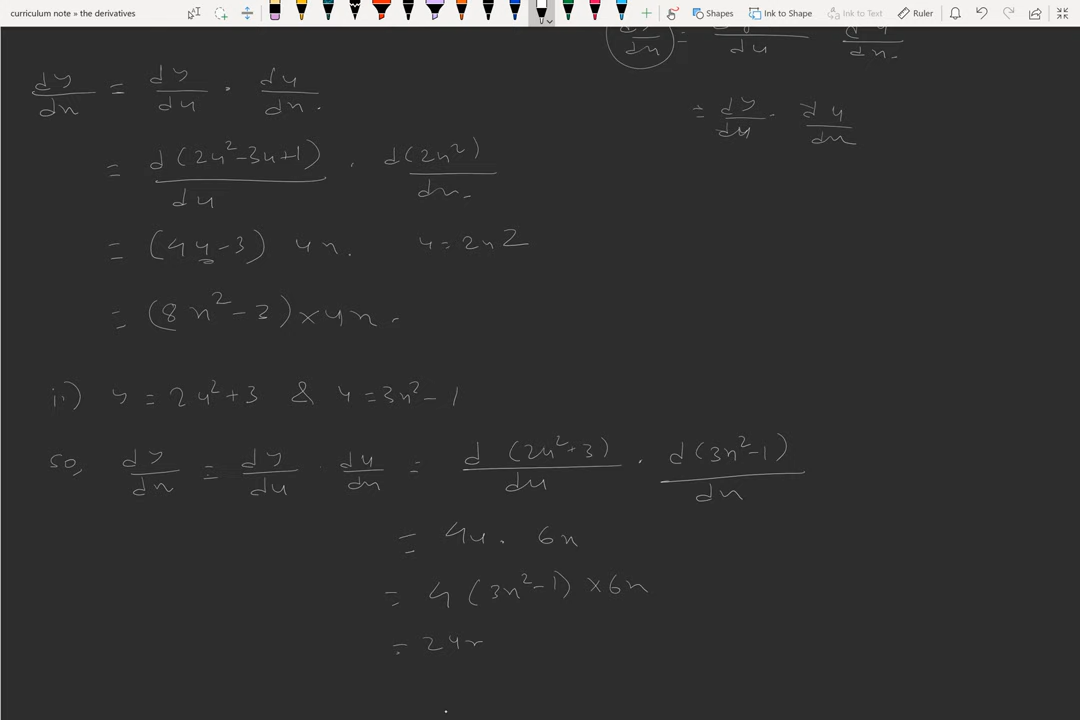 curriculum note » the derivatives
Shapes Ink to Shape Ink to Text Ruler
dy/dx = dy/du · du/dx.
= d(2u²-3u+1)/du · d(2x²)/dx.
= (4u-3) 4x. u=2x2
= (8x²-3)×4x.
ii) y = 2u²+3 & u=3x²-1
so, dy/dx = dy/du · du/dx = d (2u²+3)/du · d(3x²-1)/dx
= 4u. 6x
= 4(3x²-1)×6x
= 24x
= dy/du · du/dx